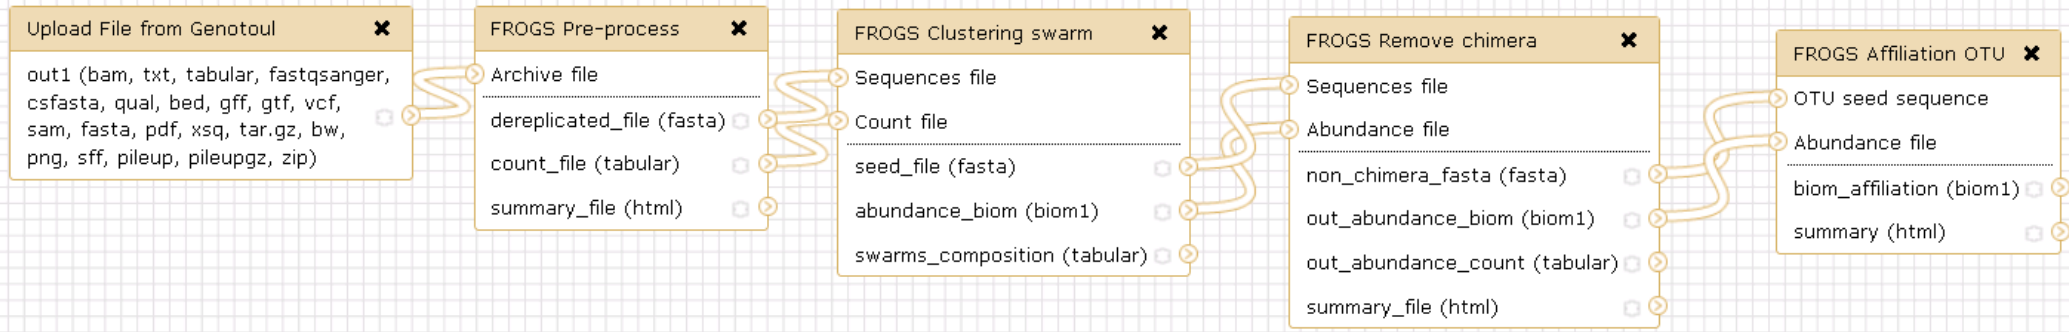 Upload File from Genotoul
out1 (bam, txt, tabular, fastqsanger,
csfasta, qual, bed, gff, gtf, vcf,
sam, fasta, pdf, xsq, tar.gz, bw,
png, sff, pileup, pileupgz, zip)
FROGS Pre-process
Archive file
dereplicated_file (fasta)
count_file (tabular)
summary_file (html)
FROGS Clustering swarm
Sequences file
Count file
seed_file (fasta)
abundance_biom (biom1)
swarms_composition (tabular)
FROGS Remove chimera
Sequences file
Abundance file
non_chimera_fasta (fasta)
out_abundance_biom (biom1)
out_abundance_count (tabular)
summary_file (html)
FROGS Affiliation OTU
OTU seed sequence
Abundance file
biom_affiliation (biom1)
summary (html)